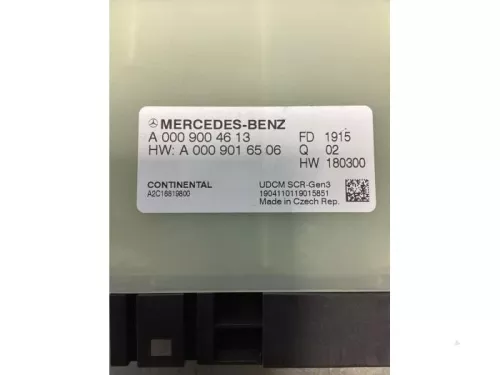 MERCEDES-BENZ
A 000 900 46 13 FD 1915
HW: A 000 901 65 06 Q 02
HW 180300
CONTINENTAL UDCM SCR-Gen3
A2C16819800 1904110119015851
Made in Czech Rep.